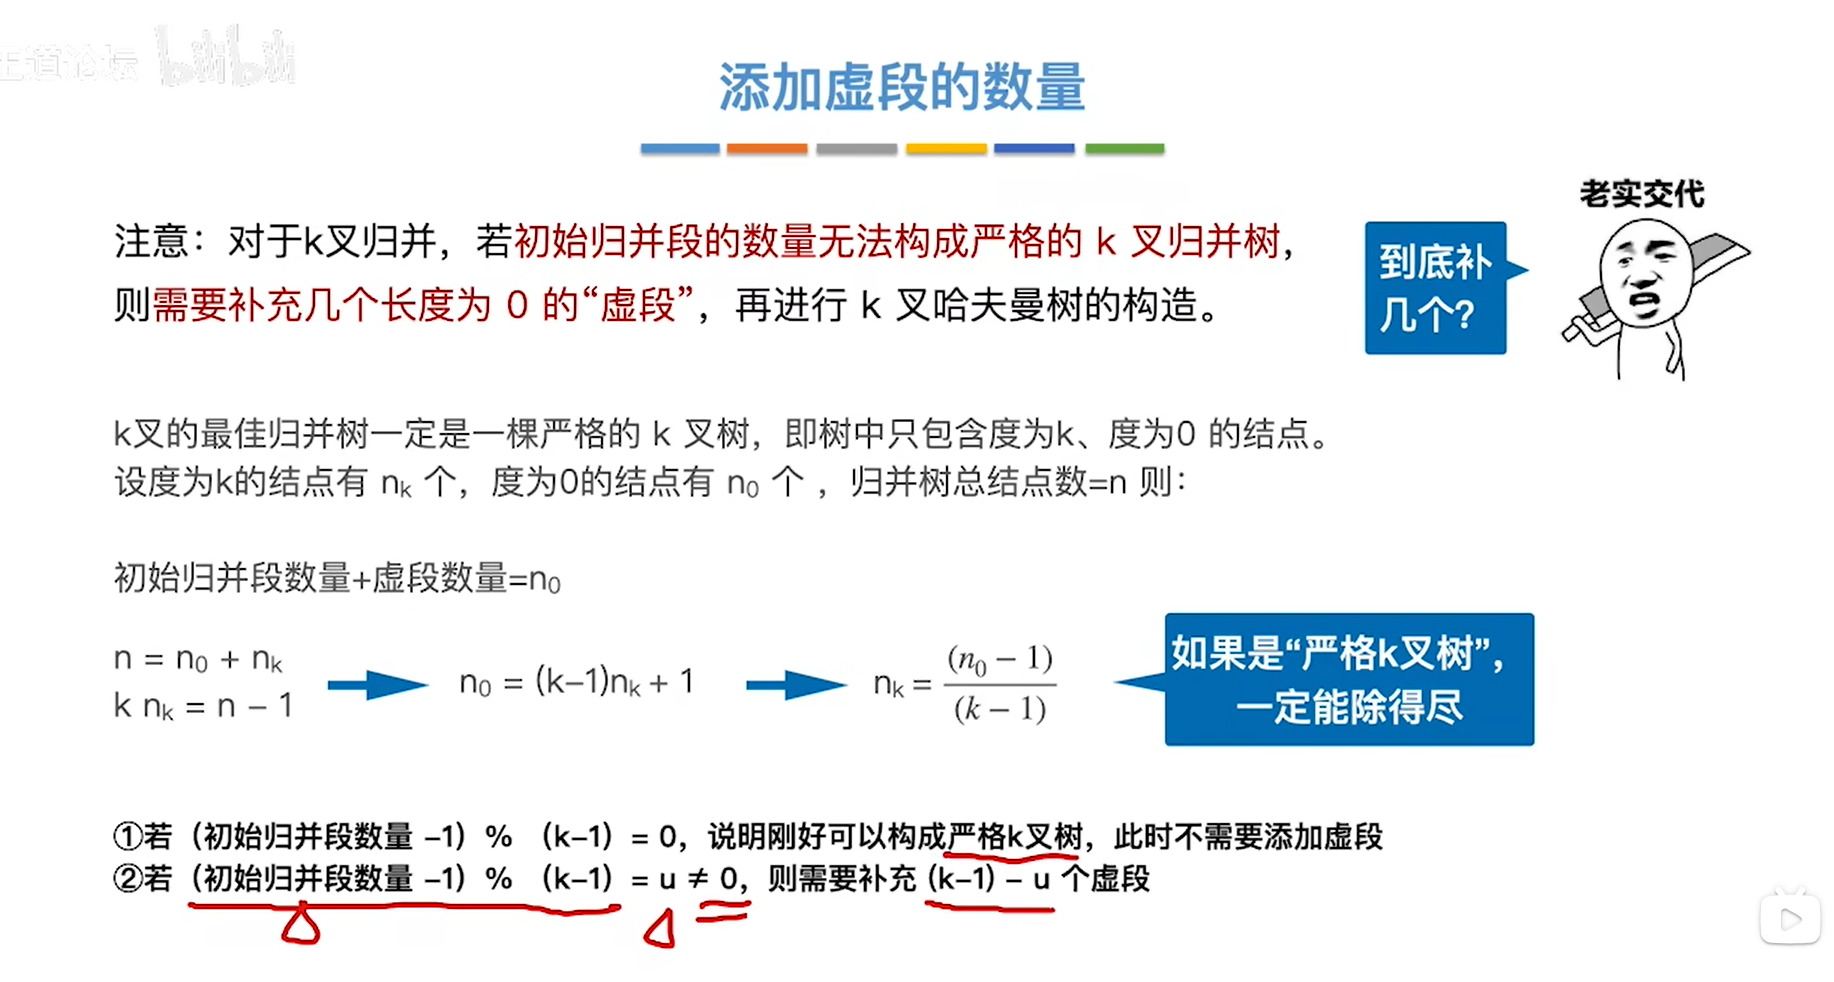 王道论坛 bilibili
添加虚段的数量
老实交代
注意：对于k叉归并，若初始归并段的数量无法构成严格的 k 叉归并树，
则需要补充几个长度为 0 的“虚段”，再进行 k 叉哈夫曼树的构造。
到底补
几个？
k叉的最佳归并树一定是一棵严格的 k 叉树，即树中只包含度为k、度为0 的结点。
设度为k的结点有 nₖ 个，度为0的结点有 n₀ 个 ，归并树总结点数=n 则：
初始归并段数量+虚段数量=n₀
n = n₀ + nₖ
k nₖ = n – 1
n₀ = (k–1)nₖ + 1
nₖ = (n₀ − 1) / (k − 1)
如果是“严格k叉树”，
一定能除得尽
①若（初始归并段数量 –1）% （k–1）= 0，说明刚好可以构成严格k叉树，此时不需要添加虚段
②若（初始归并段数量 –1）% （k–1）= u ≠ 0，则需要补充 (k–1) – u 个虚段